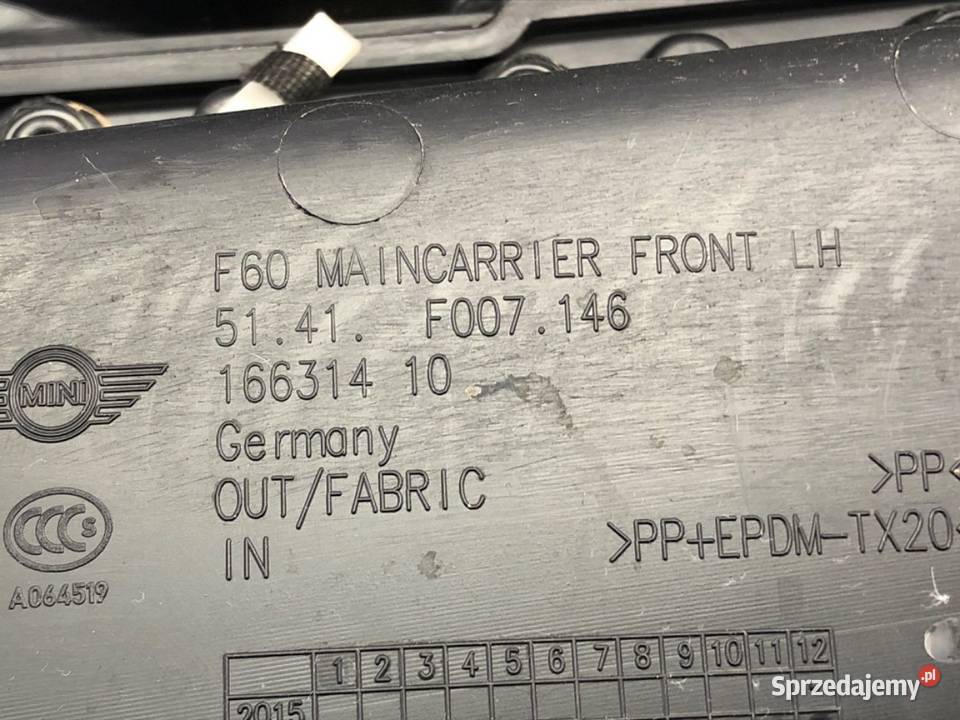 F60 MAINCARRIER FRONT LH
51.41. F007.146
166314 10
MINI
Germany
OUT/FABRIC
>PP<
IN
>PP+EPDM-TX20<
CCC S
A064519
1 2 3 4 5 6 7 8 9 10 11 12
2015
Sprzedajemy.pl